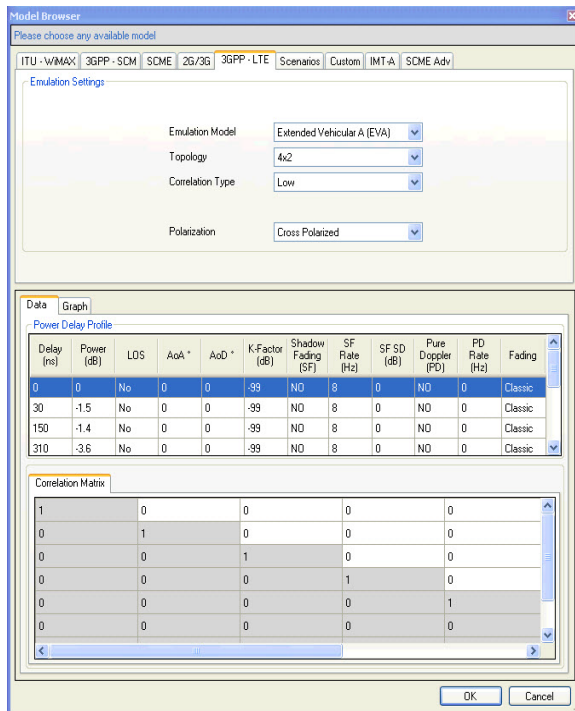 Model Browser
Please choose any available model
ITU - WiMAX 3GPP - SCM SCME 2G/3G 3GPP - LTE Scenarios Custom IMT-A SCME Adv
Emulation Settings
Emulation Model Extended Vehicular A (EVA)
Topology 4x2
Correlation Type Low
Polarization Cross Polarized
Data Graph
Power Delay Profile
Delay (ns) Power (dB) LOS AoA ° AoD ° K-Factor (dB) Shadow Fading (SF) SF Rate (Hz) SF SD (dB) Pure Doppler (PD) PD Rate (Hz) Fading
0 0 No 0 0 -99 NO 8 0 NO 0 Classic
30 -1.5 No 0 0 -99 NO 8 0 NO 0 Classic
150 -1.4 No 0 0 -99 NO 8 0 NO 0 Classic
310 -3.6 No 0 0 -99 NO 8 0 NO 0 Classic
Correlation Matrix
1 0 0 0 0
0 1 0 0 0
0 0 1 0 0
0 0 0 1 0
0 0 0 0 1
0 0 0 0 0
OK Cancel